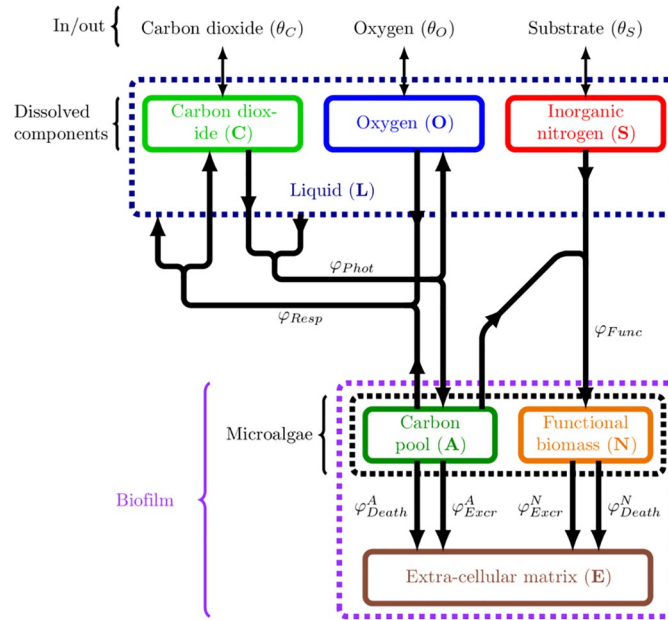 In/out
Carbon dioxide (θ_C)
Oxygen (θ_O)
Substrate (θ_S)
Dissolved
components
Carbon diox-
ide (C)
Oxygen (O)
Inorganic
nitrogen (S)
Liquid (L)
φ_Phot
φ_Resp
φ_Func
Microalgae
Carbon
pool (A)
Functional
biomass (N)
Biofilm
φ^A_Death
φ^A_Excr
φ^N_Excr
φ^N_Death
Extra-cellular matrix (E)